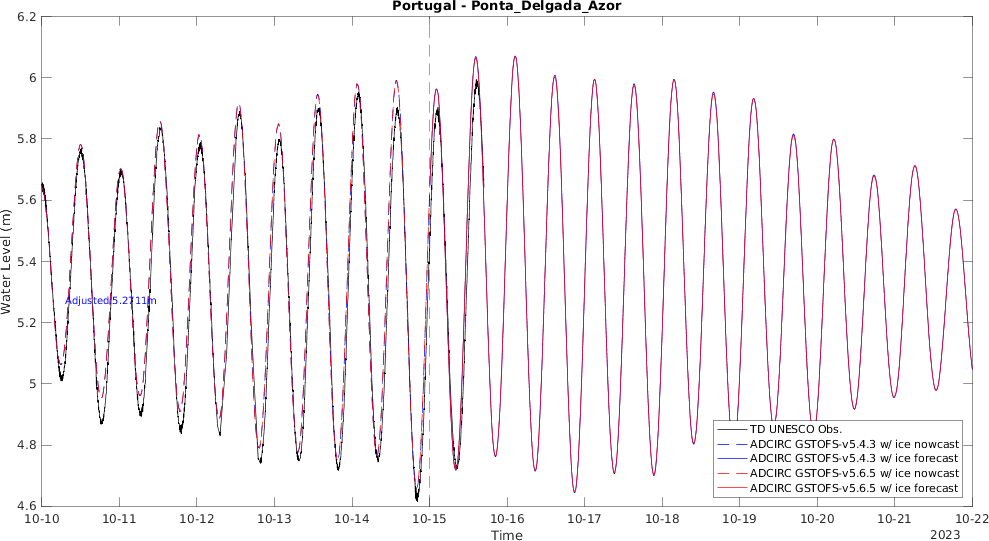 Portugal - Ponta_Delgada_Azor
6.2
6
5.8
5.6
5.4
5.2
5
4.8
4.6
Water Level (m)
Adjusted 5.2711m
TD UNESCO Obs.
ADCIRC GSTOFS-v5.4.3 w/ ice nowcast
ADCIRC GSTOFS-v5.4.3 w/ ice forecast
ADCIRC GSTOFS-v5.6.5 w/ ice nowcast
ADCIRC GSTOFS-v5.6.5 w/ ice forecast
10-10 10-11 10-12 10-13 10-14 10-15 10-16 10-17 10-18 10-19 10-20 10-21 10-22
Time
2023